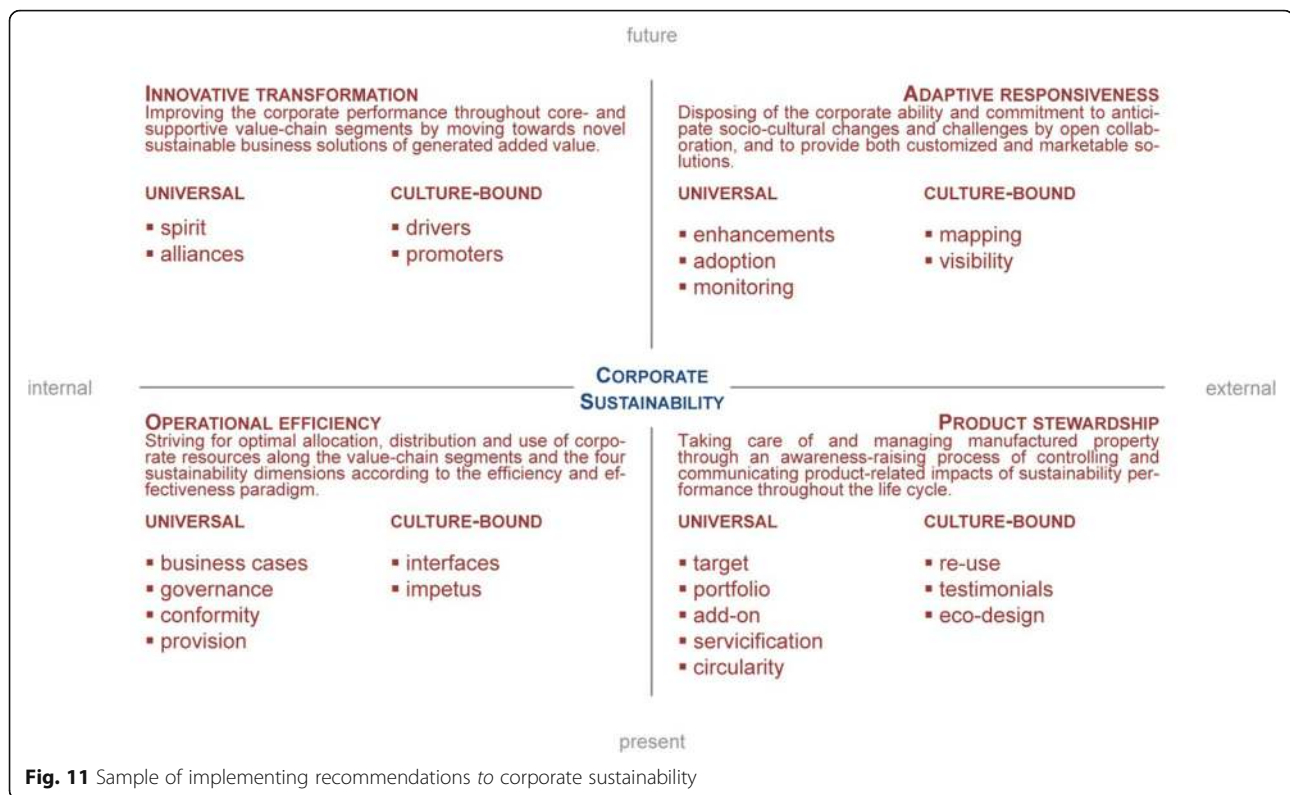 future
INNOVATIVE TRANSFORMATION
Improving the corporate performance throughout core- and
supportive value-chain segments by moving towards novel
sustainable business solutions of generated added value.
UNIVERSAL
▪ spirit
▪ alliances
CULTURE-BOUND
▪ drivers
▪ promoters
ADAPTIVE RESPONSIVENESS
Disposing of the corporate ability and commitment to antici-
pate socio-cultural changes and challenges by open collab-
oration, and to provide both customized and marketable so-
lutions.
UNIVERSAL
▪ enhancements
▪ adoption
▪ monitoring
CULTURE-BOUND
▪ mapping
▪ visibility
internal
CORPORATE
SUSTAINABILITY
external
OPERATIONAL EFFICIENCY
Striving for optimal allocation, distribution and use of corpo-
rate resources along the value-chain segments and the four
sustainability dimensions according to the efficiency and ef-
fectiveness paradigm.
UNIVERSAL
▪ business cases
▪ governance
▪ conformity
▪ provision
CULTURE-BOUND
▪ interfaces
▪ impetus
PRODUCT STEWARDSHIP
Taking care of and managing manufactured property
through an awareness-raising process of controlling and
communicating product-related impacts of sustainability per-
formance throughout the life cycle.
UNIVERSAL
▪ target
▪ portfolio
▪ add-on
▪ servicification
▪ circularity
CULTURE-BOUND
▪ re-use
▪ testimonials
▪ eco-design
present
Fig. 11 Sample of implementing recommendations to corporate sustainability